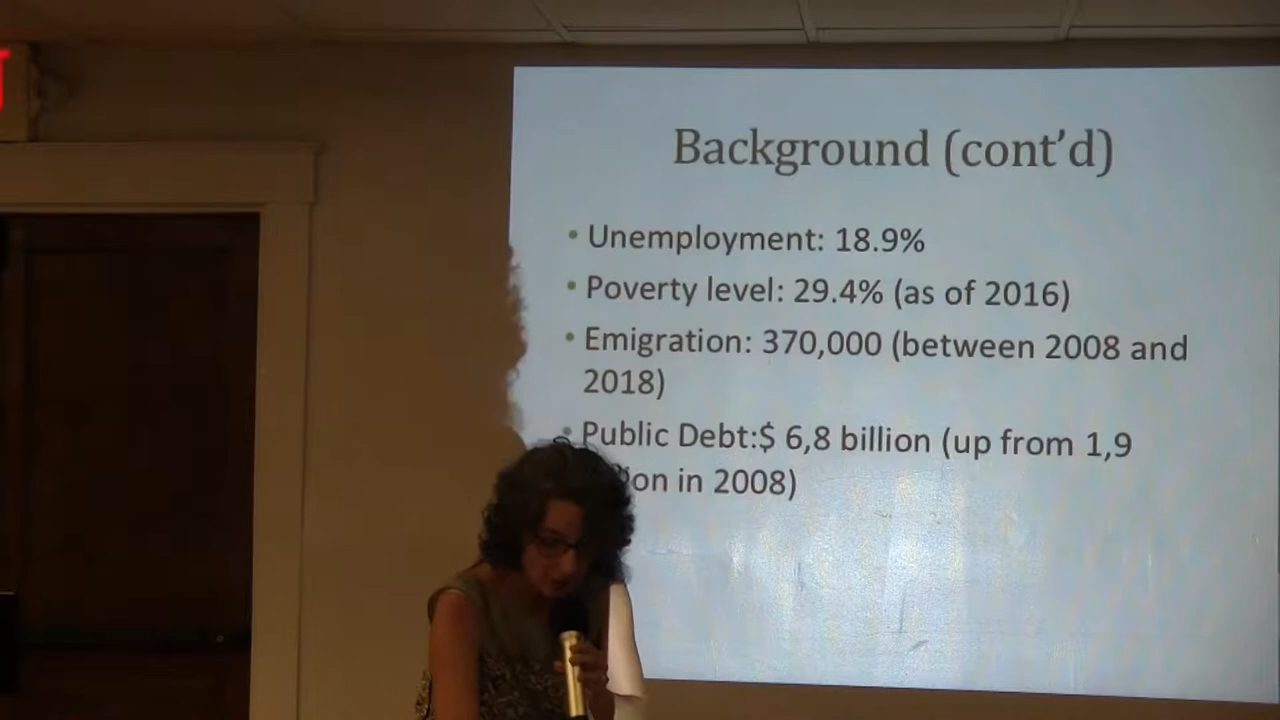 Background (cont'd)
• Unemployment: 18.9%
• Poverty level: 29.4% (as of 2016)
• Emigration: 370,000 (between 2008 and
2018)
• Public Debt:$ 6,8 billion (up from 1,9
in 2008)